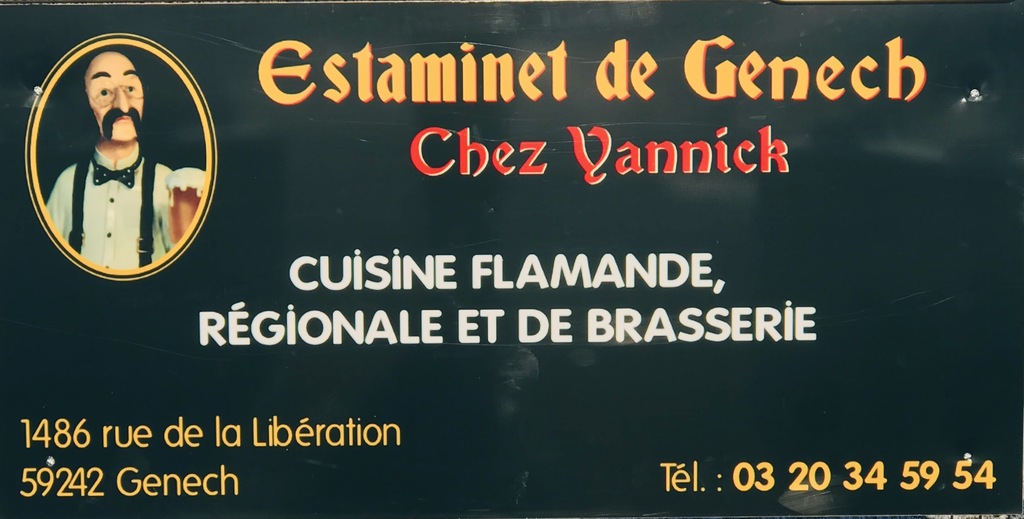 Estaminet de Genech
Chez Yannick
CUISINE FLAMANDE,
RÉGIONALE ET DE BRASSERIE
1486 rue de la Libération
59242 Genech
Tél. : 03 20 34 59 54